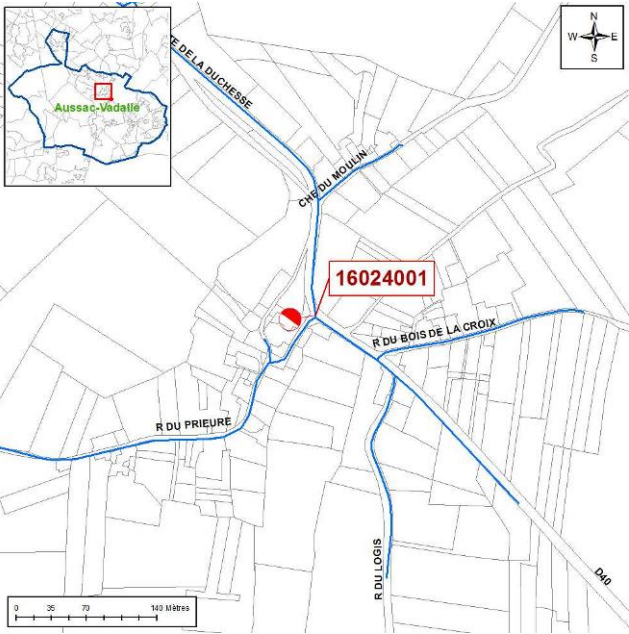 Aussac-Vadalle
N
W E
S
TE DE LA DUCHESSE
CHE DU MOULIN
16024001
R DU BOIS DE LA CROIX
R DU PRIEURE
R DU LOGIS
D40
0 35 70 140 Mètres